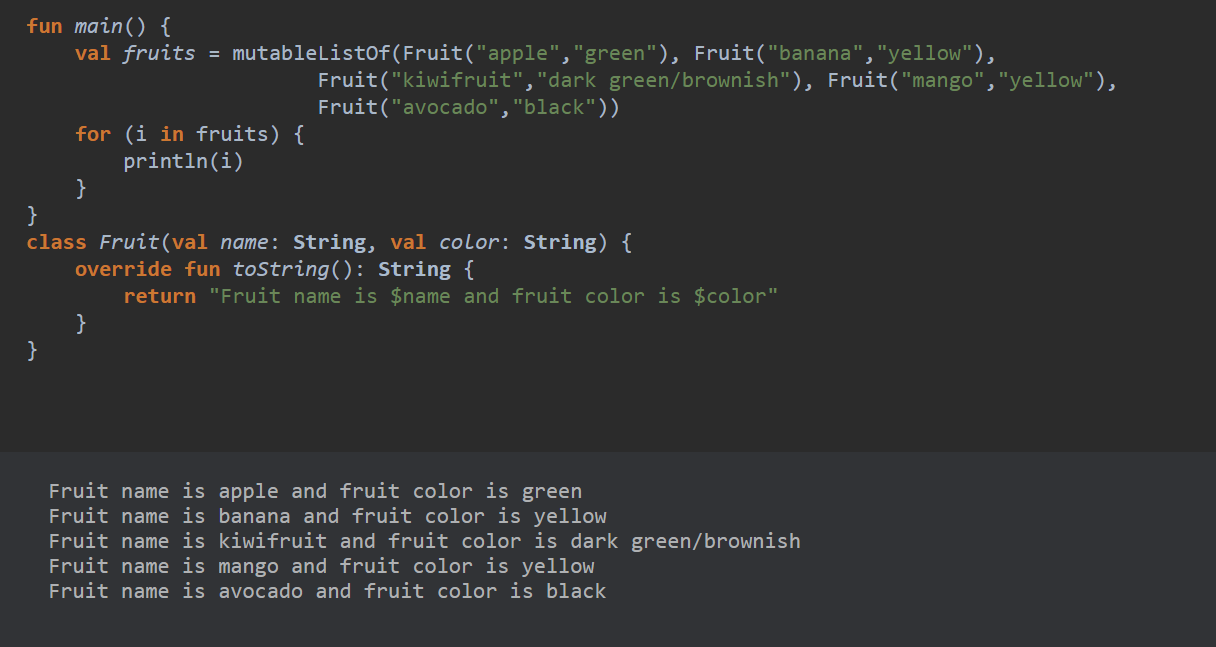 fun main() {
    val fruits = mutableListOf(Fruit("apple","green"), Fruit("banana","yellow"),
                        Fruit("kiwifruit","dark green/brownish"), Fruit("mango","yellow"),
                        Fruit("avocado","black"))
    for (i in fruits) {
        println(i)
    }
}
class Fruit(val name: String, val color: String) {
    override fun toString(): String {
        return "Fruit name is $name and fruit color is $color"
    }
}
Fruit name is apple and fruit color is green
Fruit name is banana and fruit color is yellow
Fruit name is kiwifruit and fruit color is dark green/brownish
Fruit name is mango and fruit color is yellow
Fruit name is avocado and fruit color is black